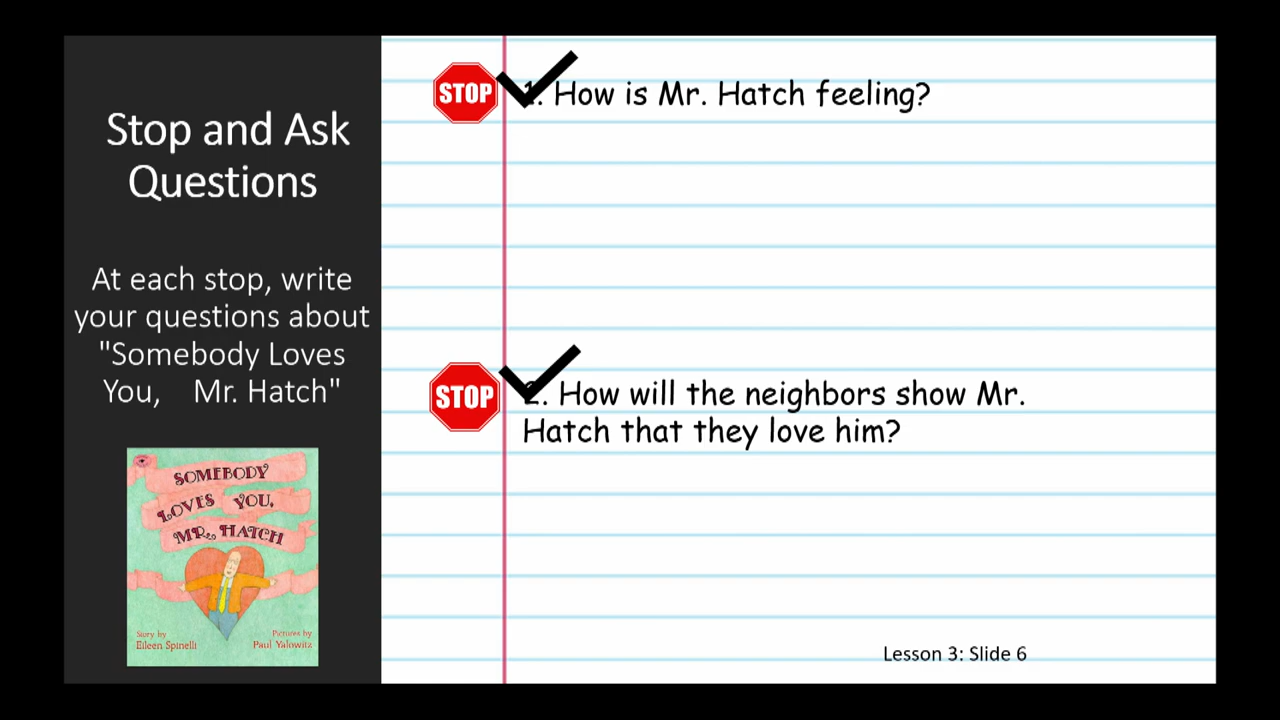 Stop and Ask
Questions
At each stop, write
your questions about
"Somebody Loves
You, Mr. Hatch"
SOMEBODY
LOVES YOU,
MR. HATCH
Story by
Eileen Spinelli
Pictures by
Paul Yalowitz
STOP
1. How is Mr. Hatch feeling?
STOP
2. How will the neighbors show Mr.
Hatch that they love him?
Lesson 3: Slide 6